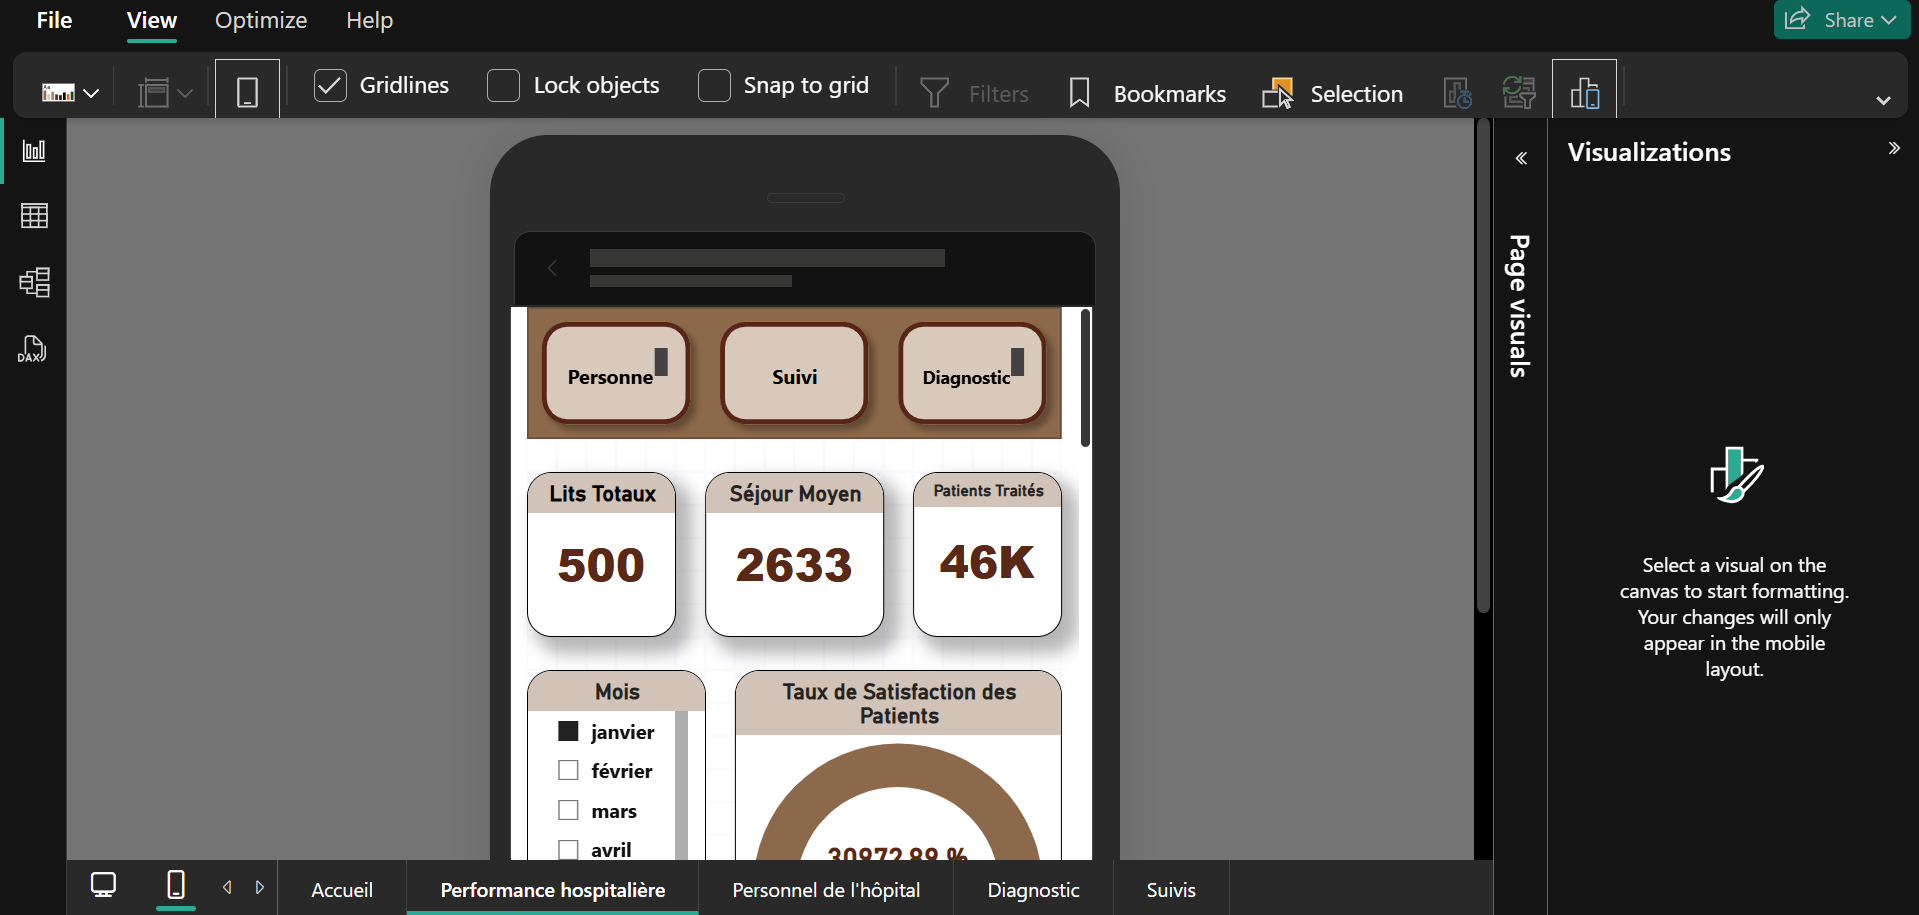 File View Optimize Help Share
Gridlines Lock objects Snap to grid Filters Bookmarks Selection
Visualizations
DAX
Page visuals
Personne Suivi Diagnostic
Lits Totaux Séjour Moyen Patients Traités
500 2633 46K
Select a visual on the
canvas to start formatting.
Your changes will only
appear in the mobile
layout.
Mois
janvier
février
mars
avril
Taux de Satisfaction des
Patients
30972,89 %
Accueil Performance hospitalière Personnel de l'hôpital Diagnostic Suivis